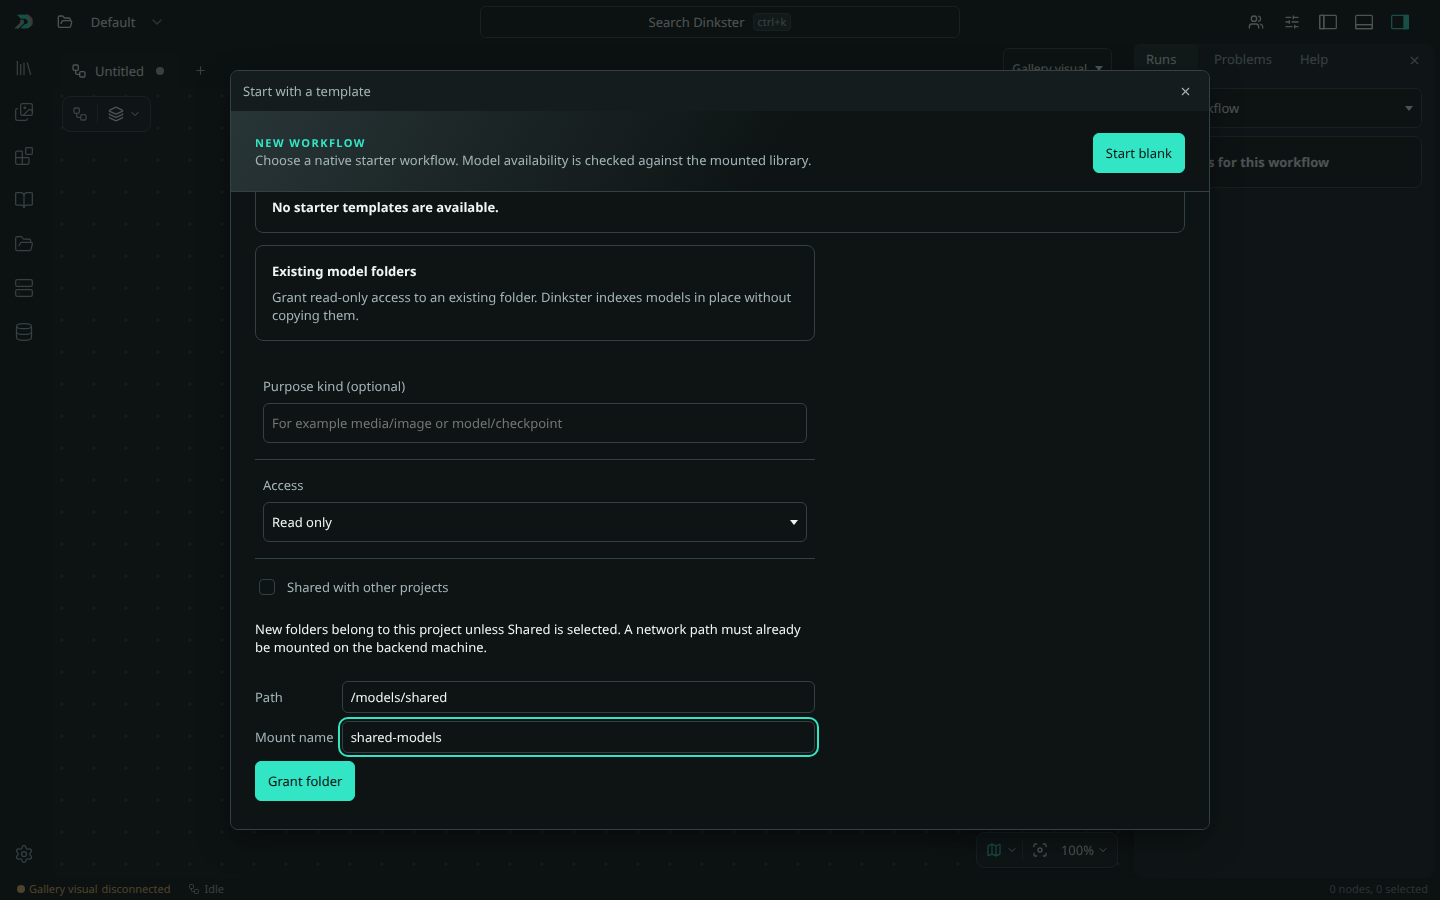 Default
Search Dinkster ctrl+k
Untitled
Gallery visual
Runs Problems Help
Start with a template
NEW WORKFLOW
Choose a native starter workflow. Model availability is checked against the mounted library.
Start blank
No starter templates are available.
s for this workflow
Existing model folders
Grant read-only access to an existing folder. Dinkster indexes models in place without
copying them.
Purpose kind (optional)
For example media/image or model/checkpoint
Access
Read only
Shared with other projects
New folders belong to this project unless Shared is selected. A network path must already
be mounted on the backend machine.
Path /models/shared
Mount name shared-models
Grant folder
100%
Gallery visual disconnected
Idle
0 nodes, 0 selected